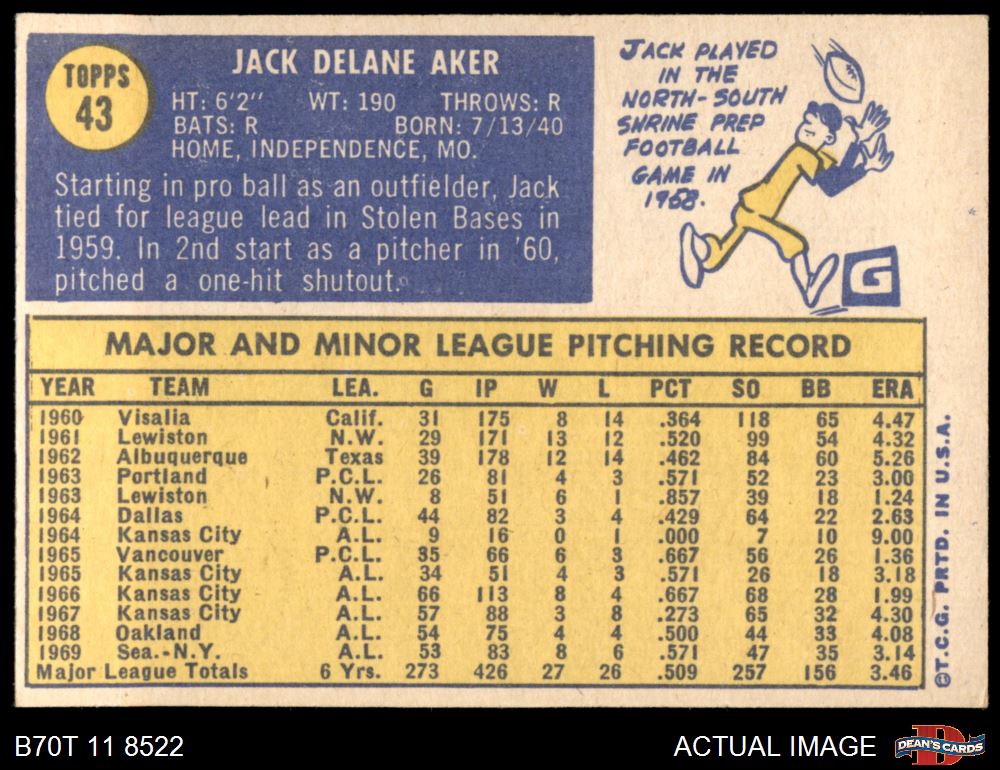 TOPPS
43
JACK DELANE AKER
HT: 6'2" WT: 190 THROWS: R
BATS: R BORN: 7/13/40
HOME, INDEPENDENCE, MO.
Starting in pro ball as an outfielder, Jack
tied for league lead in Stolen Bases in
1959. In 2nd start as a pitcher in '60,
pitched a one-hit shutout.
JACK PLAYED
IN THE
NORTH-SOUTH
SHRINE PREP
FOOTBALL
GAME IN
1958.
G
MAJOR AND MINOR LEAGUE PITCHING RECORD
YEAR TEAM LEA. G IP W L PCT SO BB ERA
1960 Visalia Calif. 31 175 8 14 .364 118 65 4.47
1961 Lewiston N.W. 29 171 13 12 .520 99 54 4.32
1962 Albuquerque Texas 39 178 12 14 .462 84 60 5.26
1963 Portland P.C.L. 26 81 4 3 .571 52 23 3.00
1963 Lewiston N.W. 8 51 6 1 .857 39 18 1.24
1964 Dallas P.C.L. 44 82 3 4 .429 64 22 2.63
1964 Kansas City A.L. 9 16 0 1 .000 7 10 9.00
1965 Vancouver P.C.L. 35 66 6 3 .667 56 26 1.36
1965 Kansas City A.L. 34 51 4 3 .571 26 18 3.18
1966 Kansas City A.L. 66 113 8 4 .667 68 28 1.99
1967 Kansas City A.L. 57 88 3 8 .273 65 32 4.30
1968 Oakland A.L. 54 75 4 4 .500 44 33 4.08
1969 Sea.-N.Y. A.L. 53 83 8 6 .571 47 35 3.14
Major League Totals 6 Yrs. 273 426 27 26 .509 257 156 3.46
©T.C.G. PRTD. IN U.S.A.
B70T 11 8522
ACTUAL IMAGE
D
DEAN'S CARDS